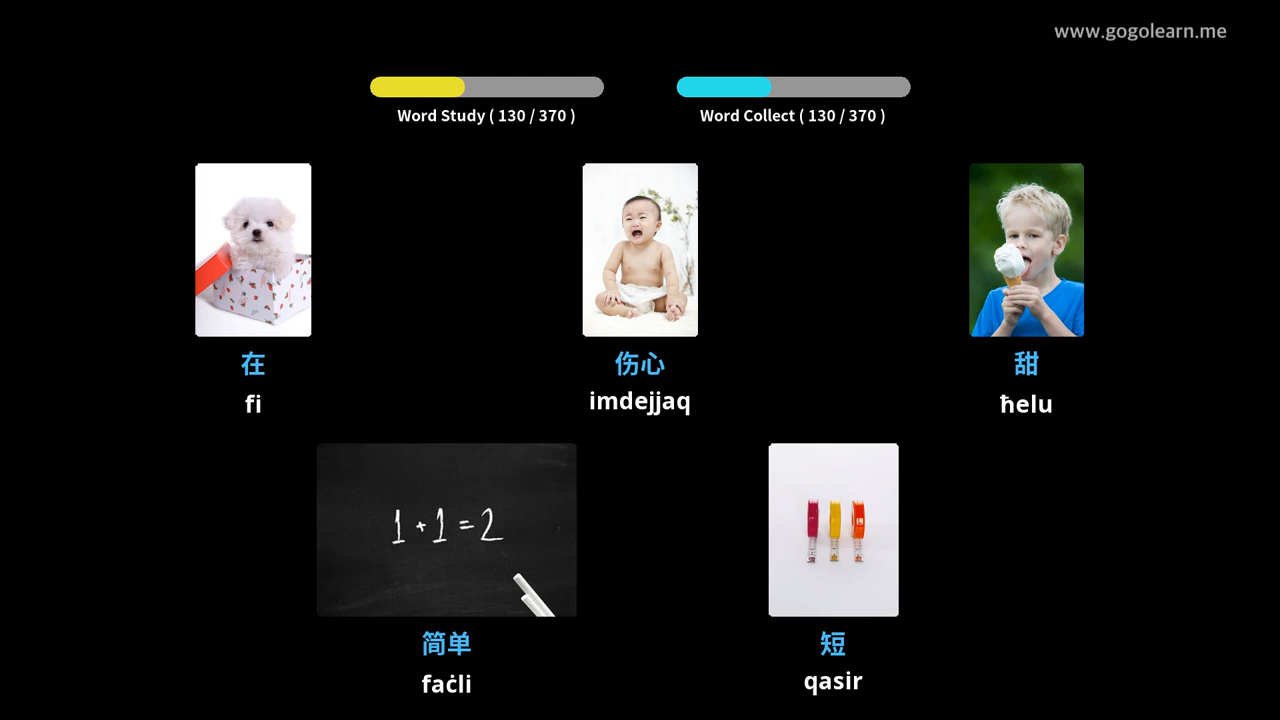 www.gogolearn.me
Word Study ( 130 / 370 )
Word Collect ( 130 / 370 )
在
fi
伤心
imdejjaq
甜
ħelu
1 + 1 = 2
简单
faċli
短
qasir